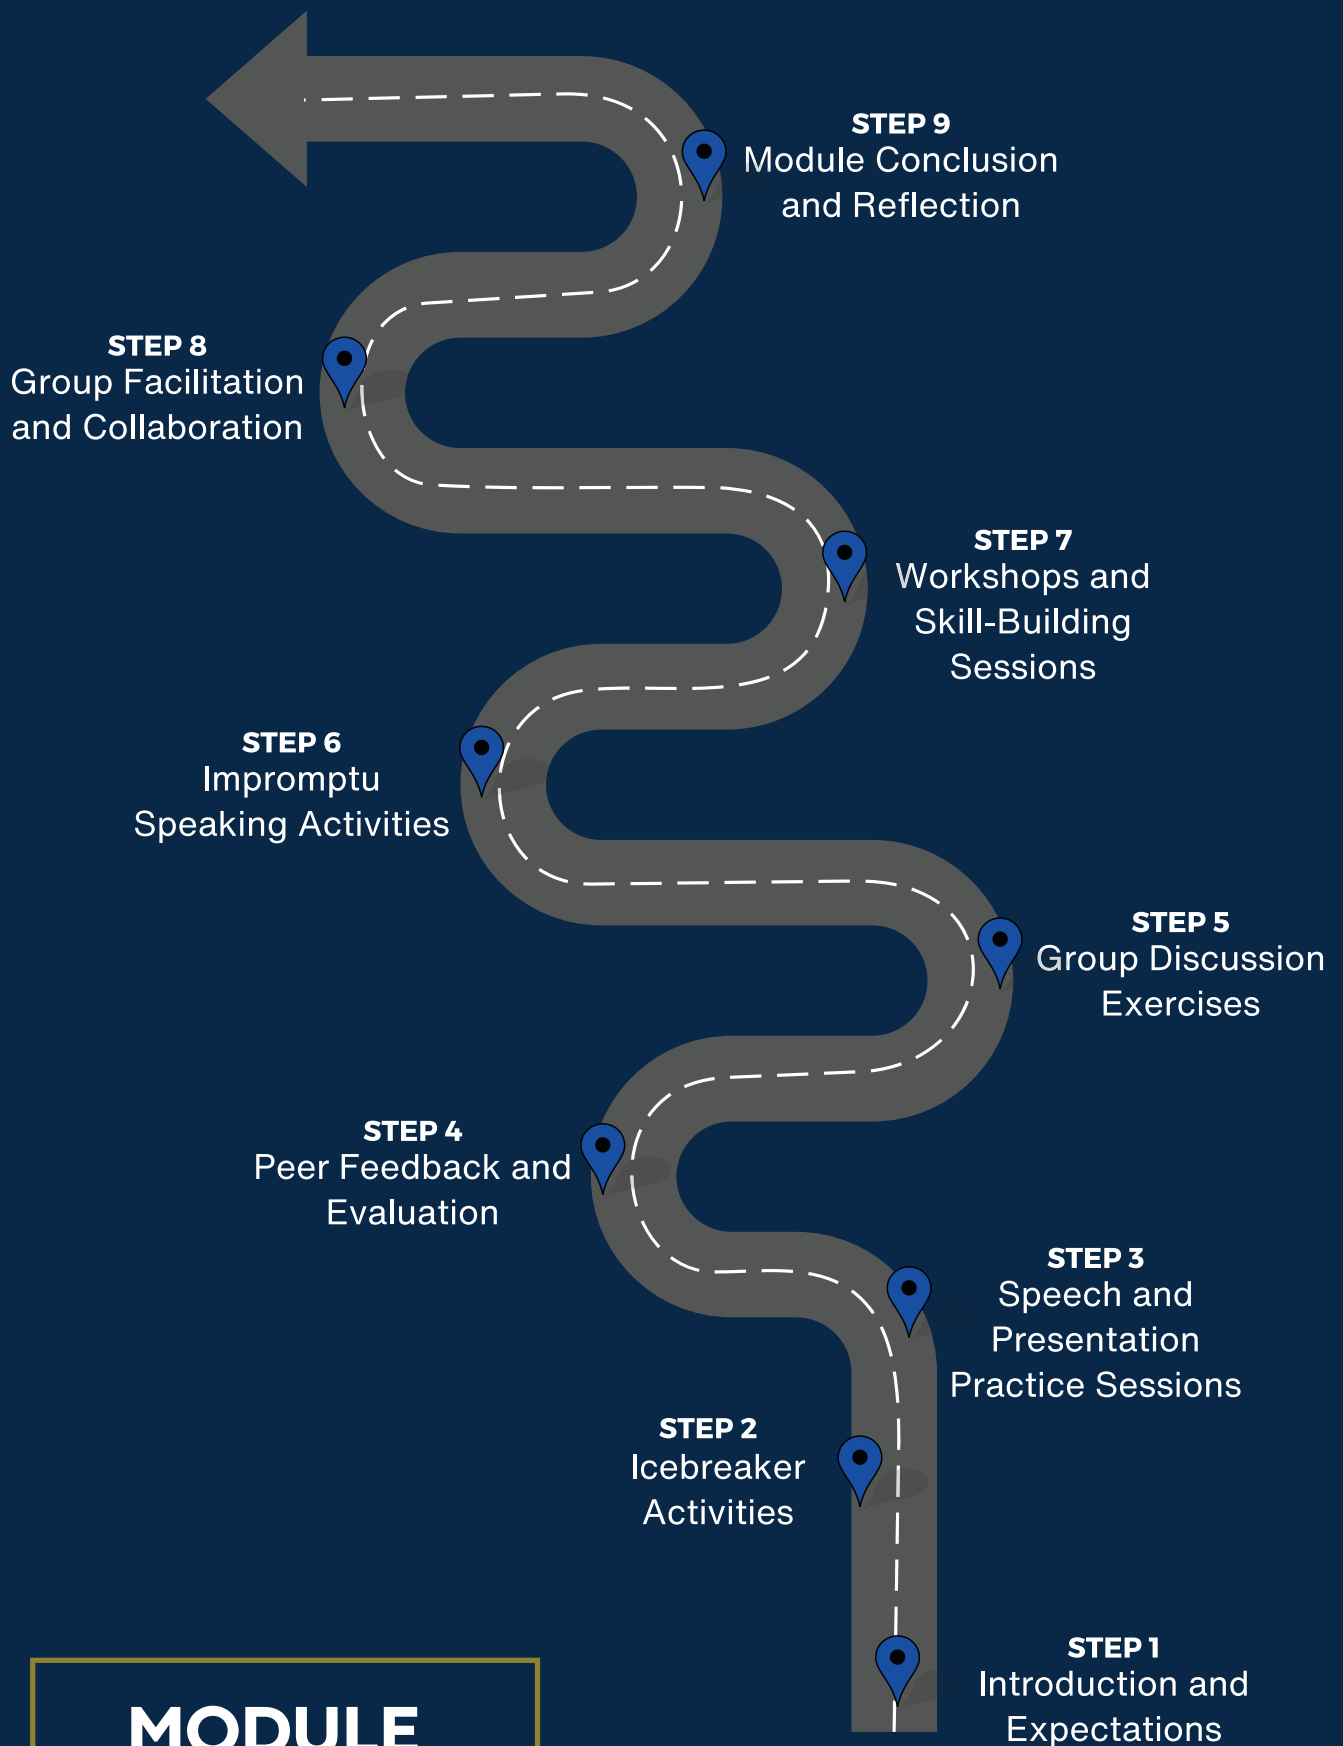 STEP 9
Module Conclusion
and Reflection
STEP 8
Group Facilitation
and Collaboration
STEP 7
Workshops and
Skill-Building
Sessions
STEP 6
Impromptu
Speaking Activities
STEP 5
Group Discussion
Exercises
STEP 4
Peer Feedback and
Evaluation
STEP 3
Speech and
Presentation
Practice Sessions
STEP 2
Icebreaker
Activities
STEP 1
Introduction and
Expectations
MODULE